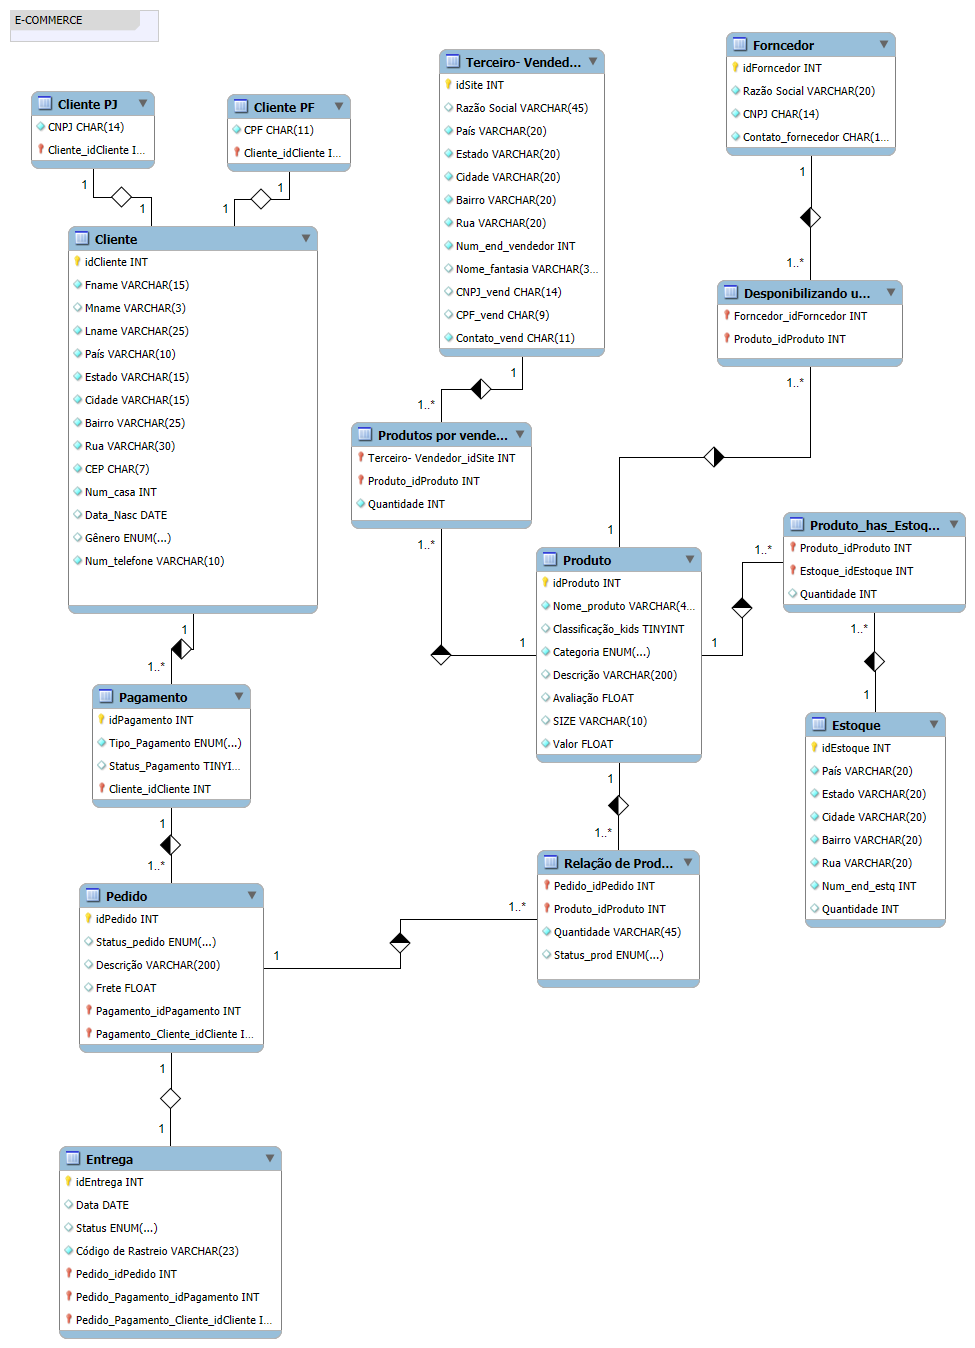 E-COMMERCE
Cliente PJ
CNPJ CHAR(14)
Cliente_idCliente I...
1
1
Cliente PF
CPF CHAR(11)
Cliente_idCliente I...
1
1
Cliente
idCliente INT
Fname VARCHAR(15)
Mname VARCHAR(3)
Lname VARCHAR(25)
País VARCHAR(10)
Estado VARCHAR(15)
Cidade VARCHAR(15)
Bairro VARCHAR(25)
Rua VARCHAR(30)
CEP CHAR(7)
Num_casa INT
Data_Nasc DATE
Gênero ENUM(...)
Num_telefone VARCHAR(10)
1
1..*
Pagamento
idPagamento INT
Tipo_Pagamento ENUM(...)
Status_Pagamento TINYI...
Cliente_idCliente INT
1
1..*
Pedido
idPedido INT
Status_pedido ENUM(...)
Descrição VARCHAR(200)
Frete FLOAT
Pagamento_idPagamento INT
Pagamento_Cliente_idCliente I...
1
1
Entrega
idEntrega INT
Data DATE
Status ENUM(...)
Código de Rastreio VARCHAR(23)
Pedido_idPedido INT
Pedido_Pagamento_idPagamento INT
Pedido_Pagamento_Cliente_idCliente I...
Terceiro- Vended...
idSite INT
Razão Social VARCHAR(45)
País VARCHAR(20)
Estado VARCHAR(20)
Cidade VARCHAR(20)
Bairro VARCHAR(20)
Rua VARCHAR(20)
Num_end_vendedor INT
Nome_fantasia VARCHAR(3...
CNPJ_vend CHAR(14)
CPF_vend CHAR(9)
Contato_vend CHAR(11)
1
1..*
Produtos por vende...
Terceiro- Vendedor_idSite INT
Produto_idProduto INT
Quantidade INT
1..*
1
Forncedor
idForncedor INT
Razão Social VARCHAR(20)
CNPJ CHAR(14)
Contato_fornecedor CHAR(1...
1
1..*
Desponibilizando u...
Forncedor_idForncedor INT
Produto_idProduto INT
1..*
1
Produto
idProduto INT
Nome_produto VARCHAR(4...
Classificação_kids TINYINT
Categoria ENUM(...)
Descrição VARCHAR(200)
Avaliação FLOAT
SIZE VARCHAR(10)
Valor FLOAT
1
1..*
Produto_has_Estoq...
Produto_idProduto INT
Estoque_idEstoque INT
Quantidade INT
1..*
1
Estoque
idEstoque INT
País VARCHAR(20)
Estado VARCHAR(20)
Cidade VARCHAR(20)
Bairro VARCHAR(20)
Rua VARCHAR(20)
Num_end_estq INT
Quantidade INT
1
1..*
Relação de Prod...
Pedido_idPedido INT
Produto_idProduto INT
Quantidade VARCHAR(45)
Status_prod ENUM(...)
1..*
1